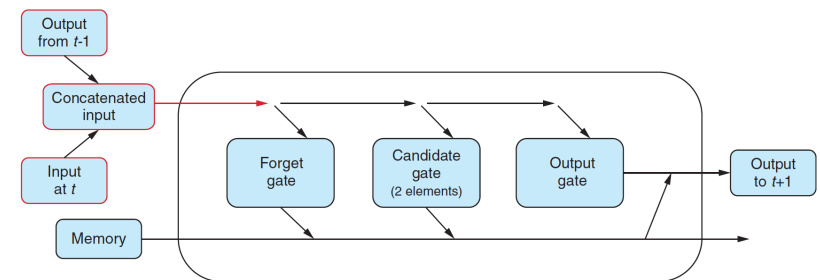 Output
from t-1
Concatenated
input
Input
at t
Memory
Forget
gate
Candidate
gate
(2 elements)
Output
gate
Output
to t+1